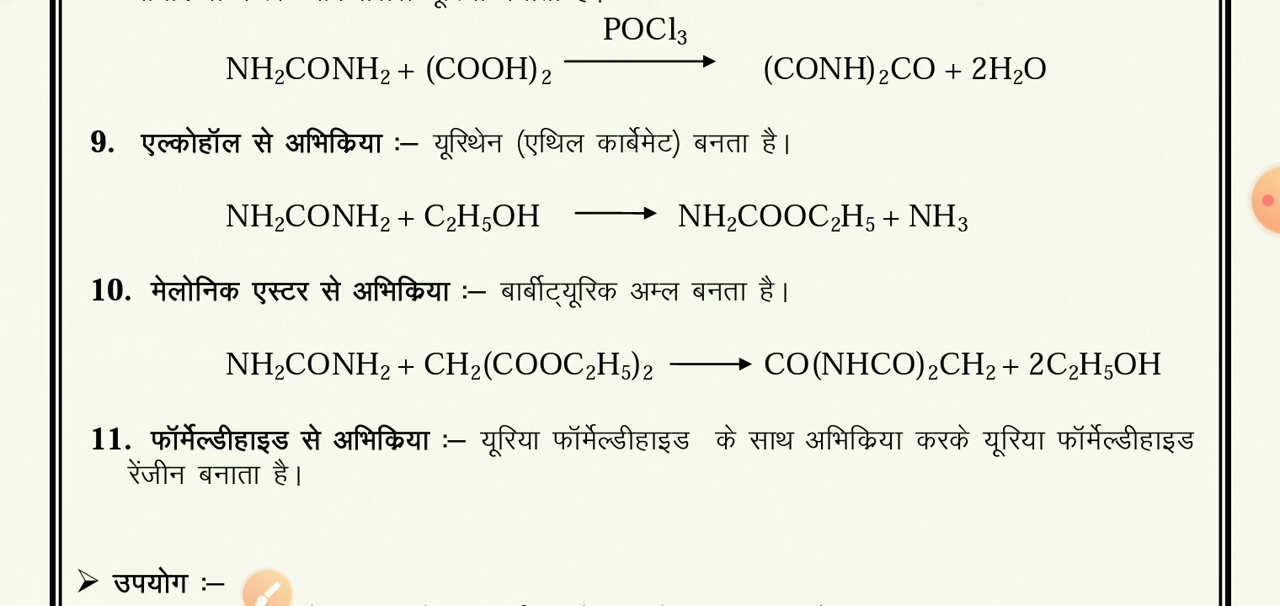 POCl₃
NH₂CONH₂ + (COOH)₂ ⟶ (CONH)₂CO + 2H₂O
9. एल्कोहॉल से अभिकिया :– यूरिथेन (एथिल कार्बेमेट) बनता है।
NH₂CONH₂ + C₂H₅OH ⟶ NH₂COOC₂H₅ + NH₃
10. मेलोनिक एस्टर से अभिकिया :– बार्बीट्यूरिक अम्ल बनता है।
NH₂CONH₂ + CH₂(COOC₂H₅)₂ ⟶ CO(NHCO)₂CH₂ + 2C₂H₅OH
11. फॉर्मेल्डीहाइड से अभिक्रिया :– यूरिया फॉर्मेल्डीहाइड के साथ अभिक्रिया करके यूरिया फॉर्मेल्डीहाइड
रेंजीन बनाता है।
➢ उपयोग :–